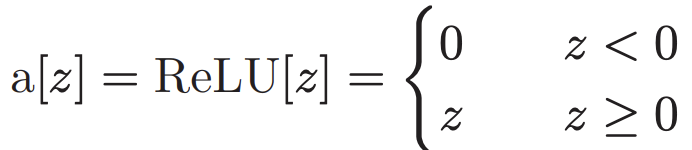 a[z] = ReLU[z] = { 0 z < 0
z z ≥ 0